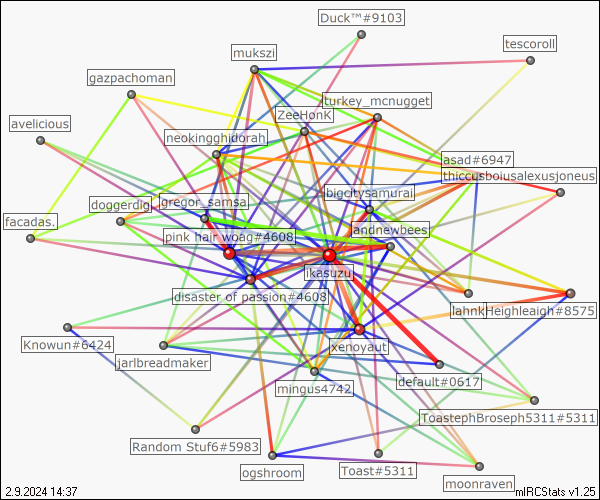 Duck™#9103
tescoroll
mukszi
gazpachoman
turkey_mcnugget
ZeeHonK
avelicious
neokingghidorah
asad#6947
thiccusboiusalexusjoneus
bigcitysamurai
gregor_samsa
doggerdig
facadas.
landnewbees
pink hair woag#4608
ikasuzu
disaster of passion#4608
lahnk
Heighleaigh#8575
Knowun#6424
xenoyaut
jarlbreadmaker
default#0617
mingus4742
ToastephBroseph5311#5311
Random Stuf6#5983
ogshroom
Toast#5311
moonraven
2.9.2024 14:37
mIRCStats v1.25